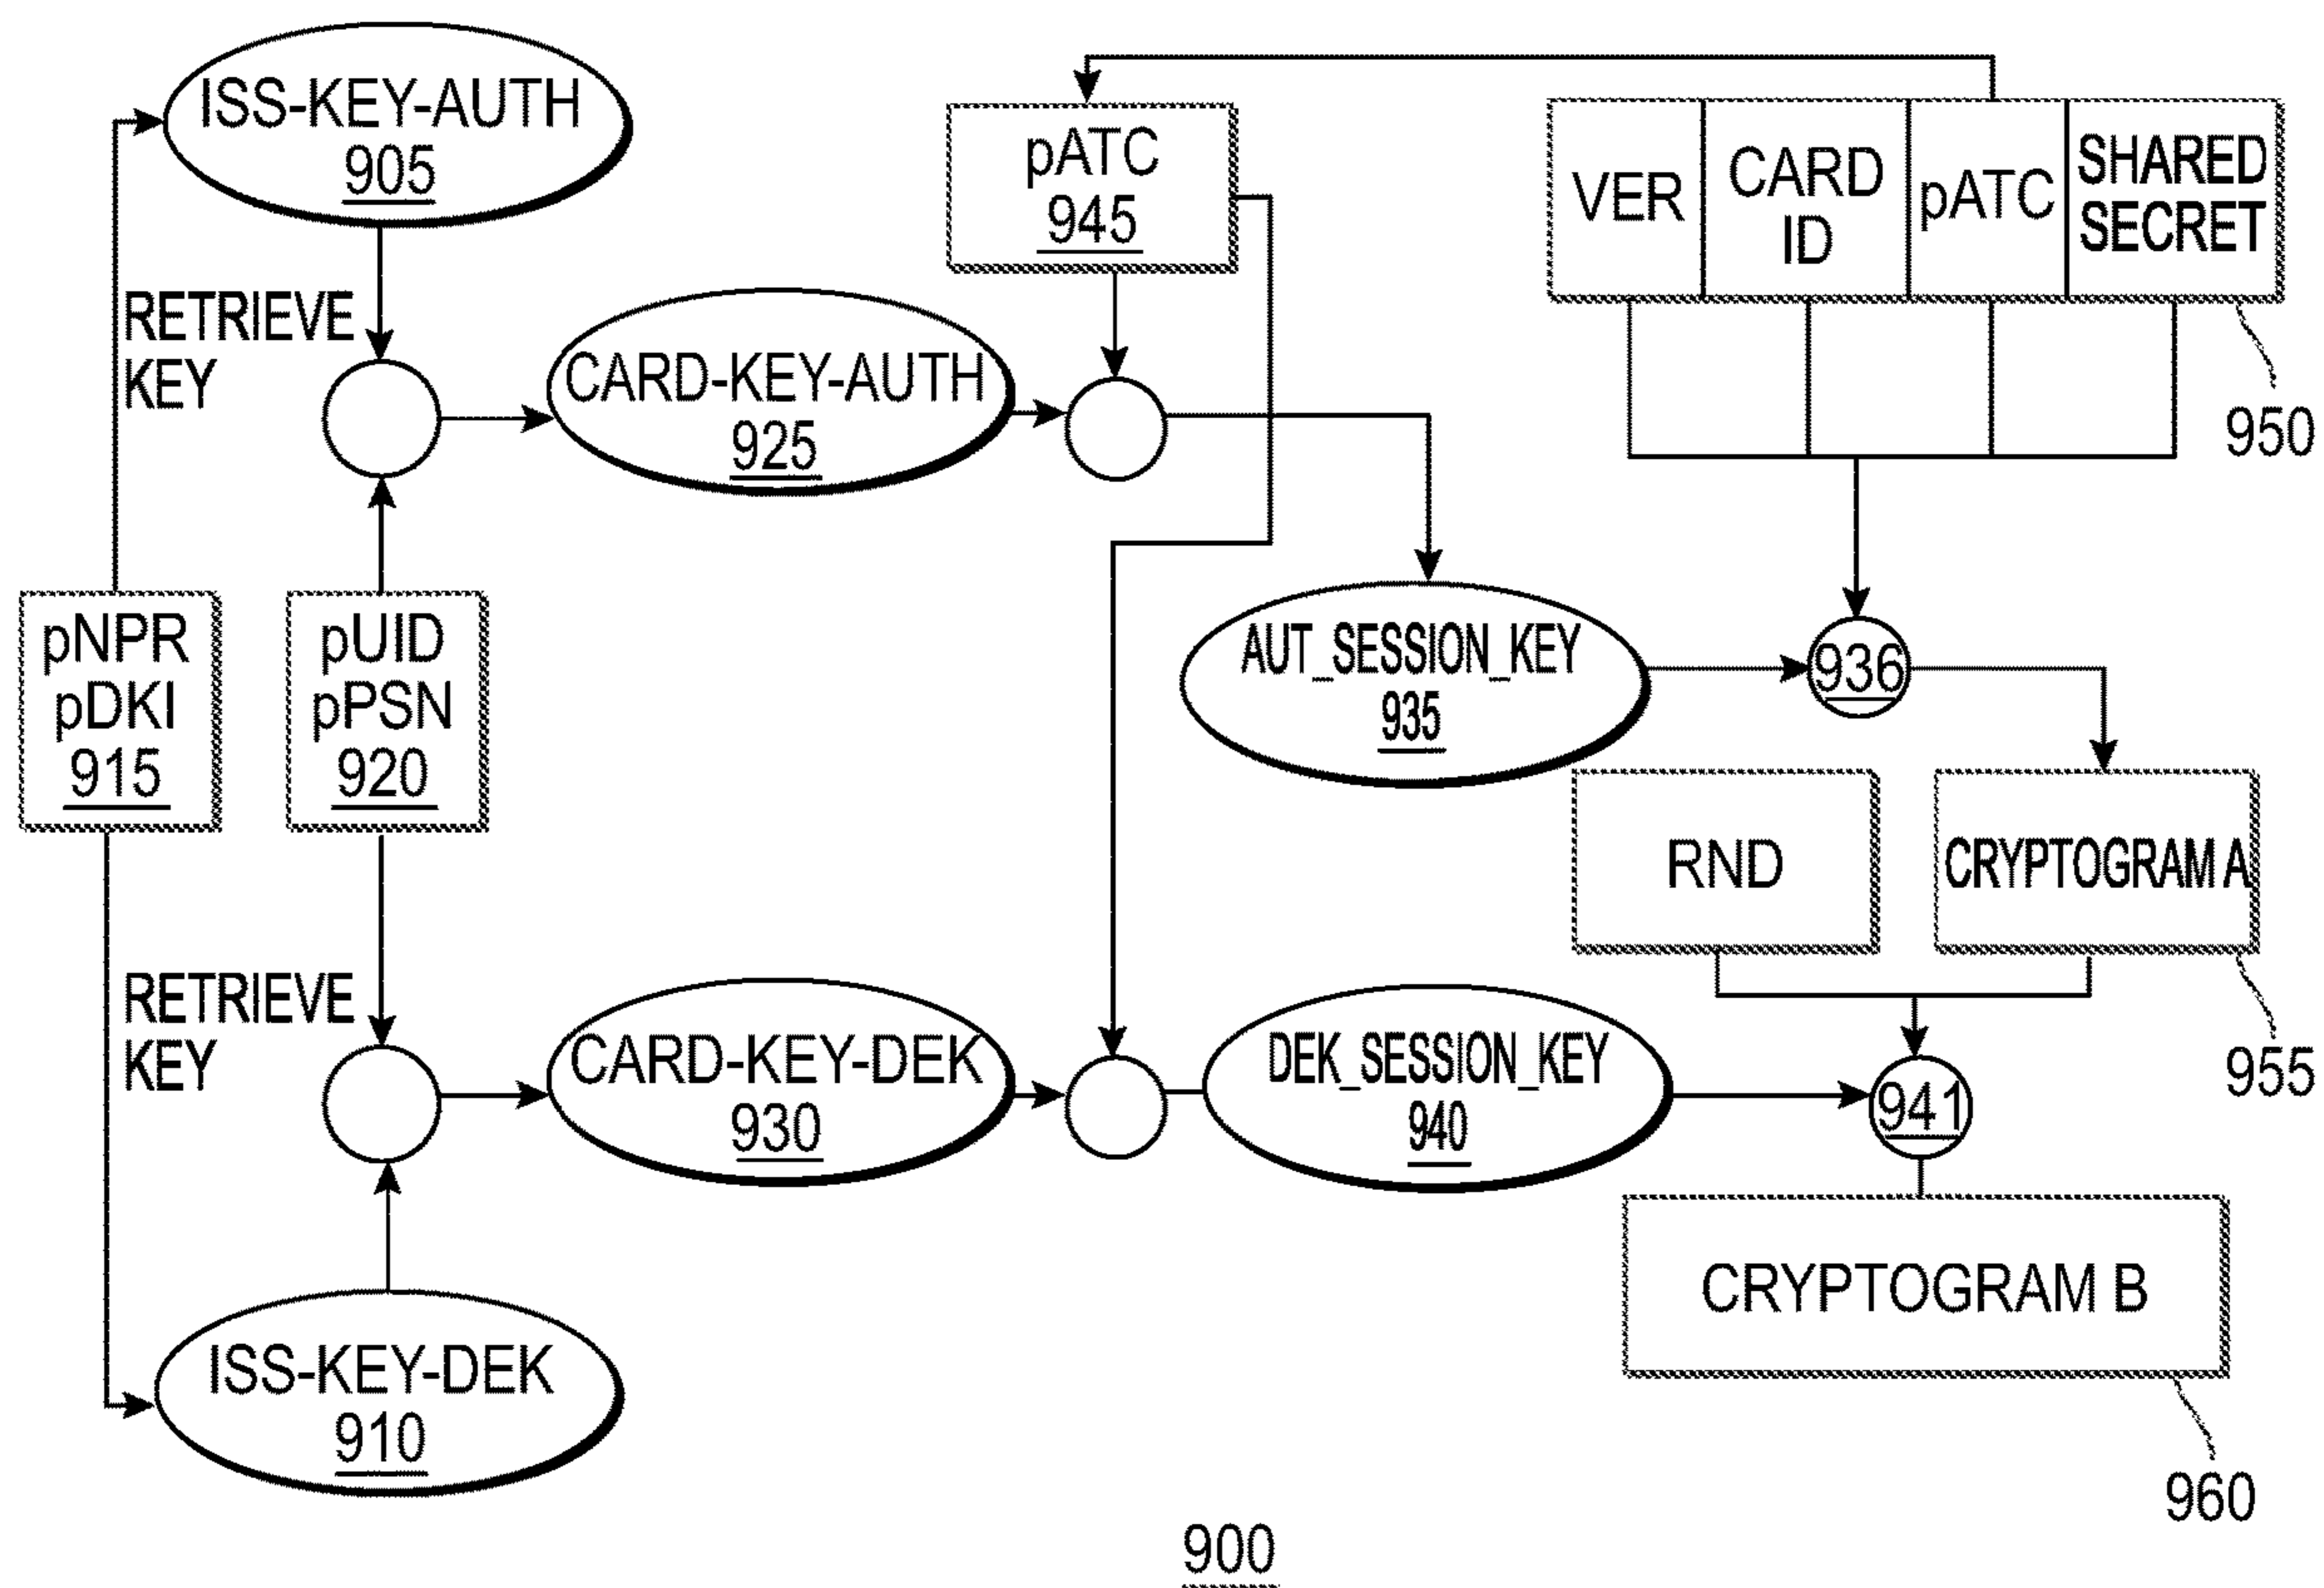 ISS-KEY-AUTH
905
RETRIEVE
KEY
pATC
945
VER
CARD
ID
pATC
SHARED
SECRET
950
CARD-KEY-AUTH
925
pNPR
pDKI
915
pUID
pPSN
920
AUT_SESSION_KEY
935
936
RND
CRYPTOGRAM A
955
RETRIEVE
KEY
CARD-KEY-DEK
930
DEK_SESSION_KEY
940
941
CRYPTOGRAM B
960
ISS-KEY-DEK
910
900